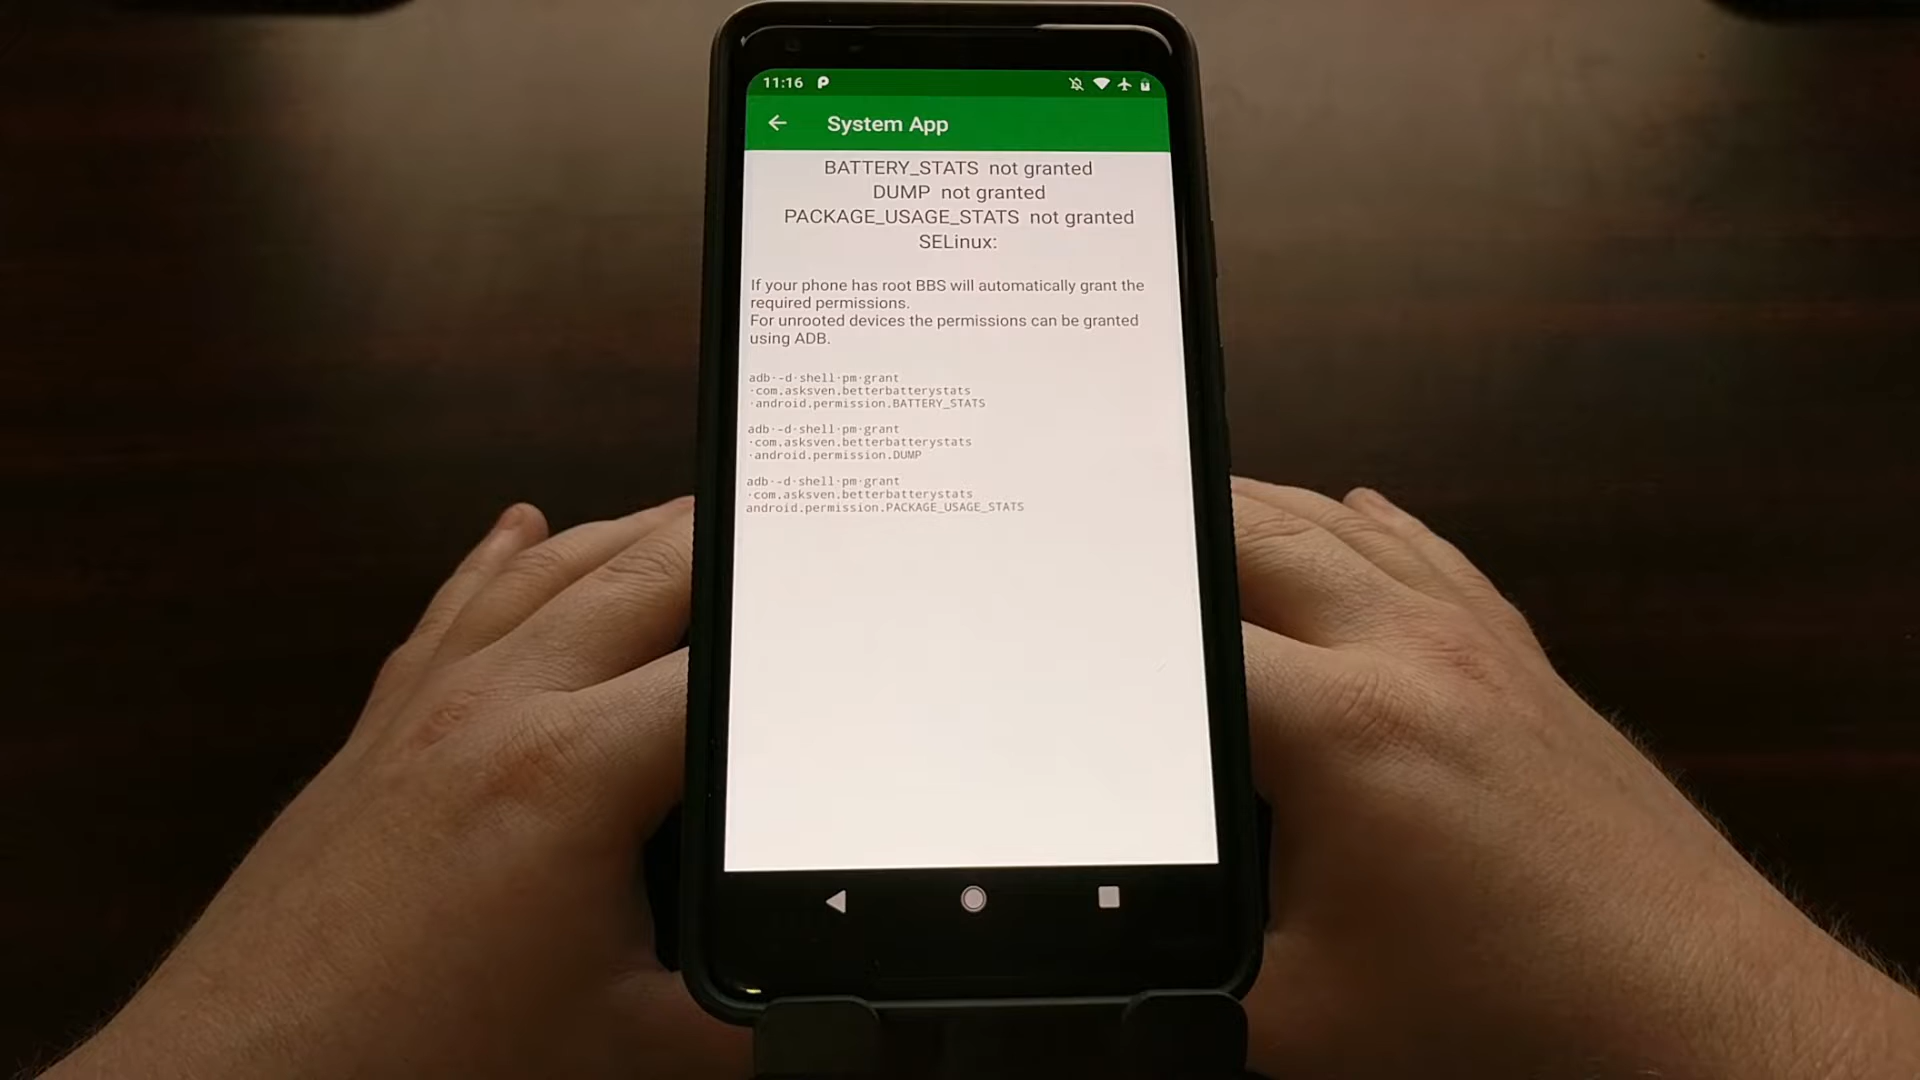 11:16
System App
BATTERY_STATS not granted
DUMP not granted
PACKAGE_USAGE_STATS not granted
SELinux:
If your phone has root BBS will automatically grant the
required permissions.
For unrooted devices the permissions can be granted
using ADB.
adb·-d·shell·pm·grant
·com.asksven.betterbatterystats
·android.permission.BATTERY_STATS
adb·-d·shell·pm·grant
·com.asksven.betterbatterystats
·android.permission.DUMP
adb·-d·shell·pm·grant
·com.asksven.betterbatterystats
android.permission.PACKAGE_USAGE_STATS